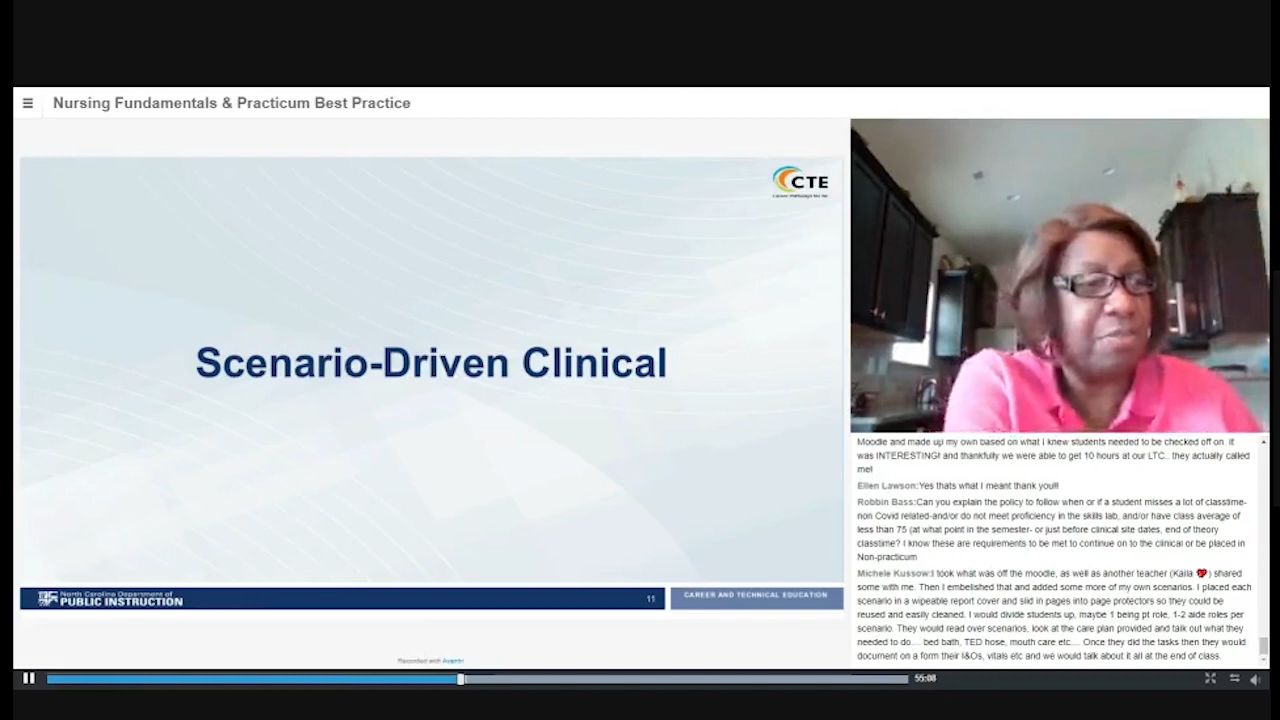 Nursing Fundamentals & Practicum Best Practice
CTE
Scenario-Driven Clinical
North Carolina Department of
PUBLIC INSTRUCTION
11
CAREER AND TECHNICAL EDUCATION
Recorded with
Moodle and made up my own based on what I knew students needed to be checked off on. it
was INTERESTING! and thankfully we were able to get 10 hours at our LTC.. they actually called
me!
Ellen Lawson:Yes thats what I meant thank you!!!
Robbin Bass:Can you explain the policy to follow when or if a student misses a lot of classtime-
non Covid related-and/or do not meet proficiency in the skills lab, and/or have class average of
less than 75 (at what point in the semester- or just before clinical site dates, end of theory
classtime? I know these are requirements to be met to continue on to the clinical or be placed in
Non-practicum
Michele Kussow:I took what was off the moodle, as well as another teacher (Kaila ) shared
some with me. Then I embelished that and added some more of my own scenarios. I placed each
scenario in a wipeable report cover and slid in pages into page protectors so they could be
reused and easily cleaned. I would divide students up, maybe 1 being pt role, 1-2 aide roles per
scenario. They would read over scenarios, look at the care plan provided and talk out what they
needed to do.... bed bath, TED hose, mouth care etc.... Once they did the tasks then they would
document on a form their I&Os, vitals etc and we would talk about it all at the end of class.
55:08